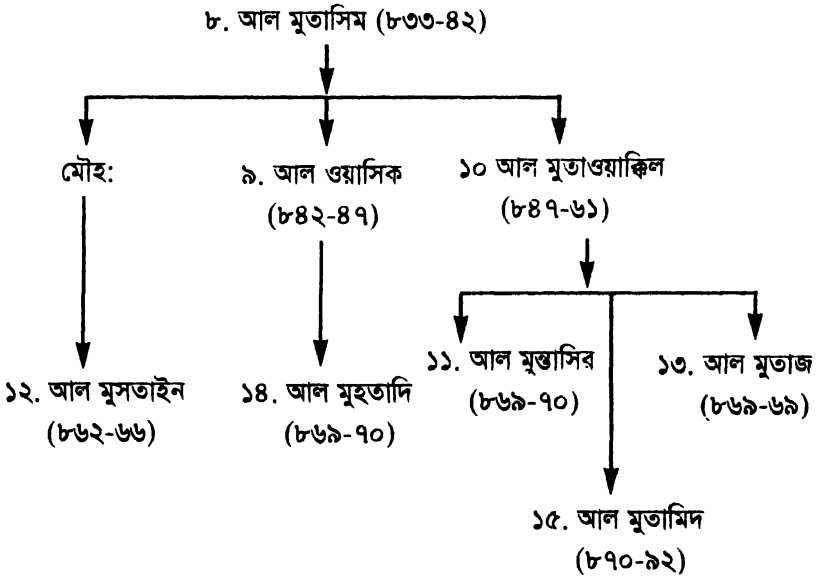 ৮. আল মুতাসিম (৮৩৩-৪২)
মৌহ:
৯. আল ওয়াসিক
(৮৪২-৪৭)
১০ আল মুতাওয়াক্কিল
(৮৪৭-৬১)
১২. আল মুসতাইন
(৮৬২-৬৬)
১৪. আল মুহতাদি
(৮৬৯-৭০)
১১. আল মুন্তাসির
(৮৬৯-৭০)
১৩. আল মুতাজ
(৮৬৯-৬৯)
১৫. আল মুতামিদ
(৮৭০-৯২)